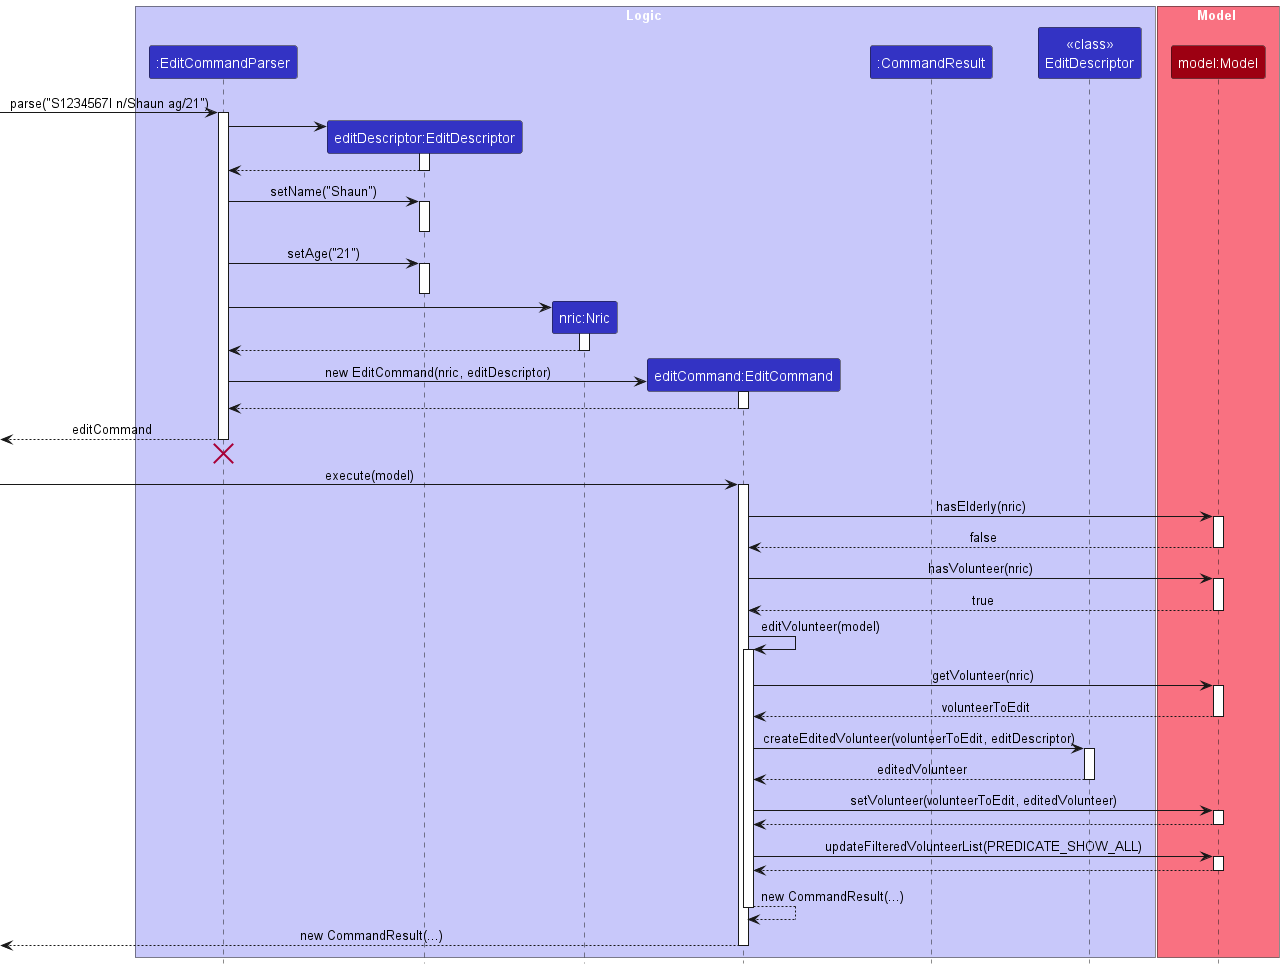 Logic
Model
:EditCommandParser
:CommandResult
«class»
EditDescriptor
model:Model
parse("S1234567I n/Shaun ag/21")
editDescriptor:EditDescriptor
setName("Shaun")
setAge("21")
nric:Nric
new EditCommand(nric, editDescriptor)
editCommand:EditCommand
editCommand
execute(model)
hasElderly(nric)
false
hasVolunteer(nric)
true
editVolunteer(model)
getVolunteer(nric)
volunteerToEdit
createEditedVolunteer(volunteerToEdit, editDescriptor)
editedVolunteer
setVolunteer(volunteerToEdit, editedVolunteer)
updateFilteredVolunteerList(PREDICATE_SHOW_ALL)
new CommandResult(...)
new CommandResult(...)